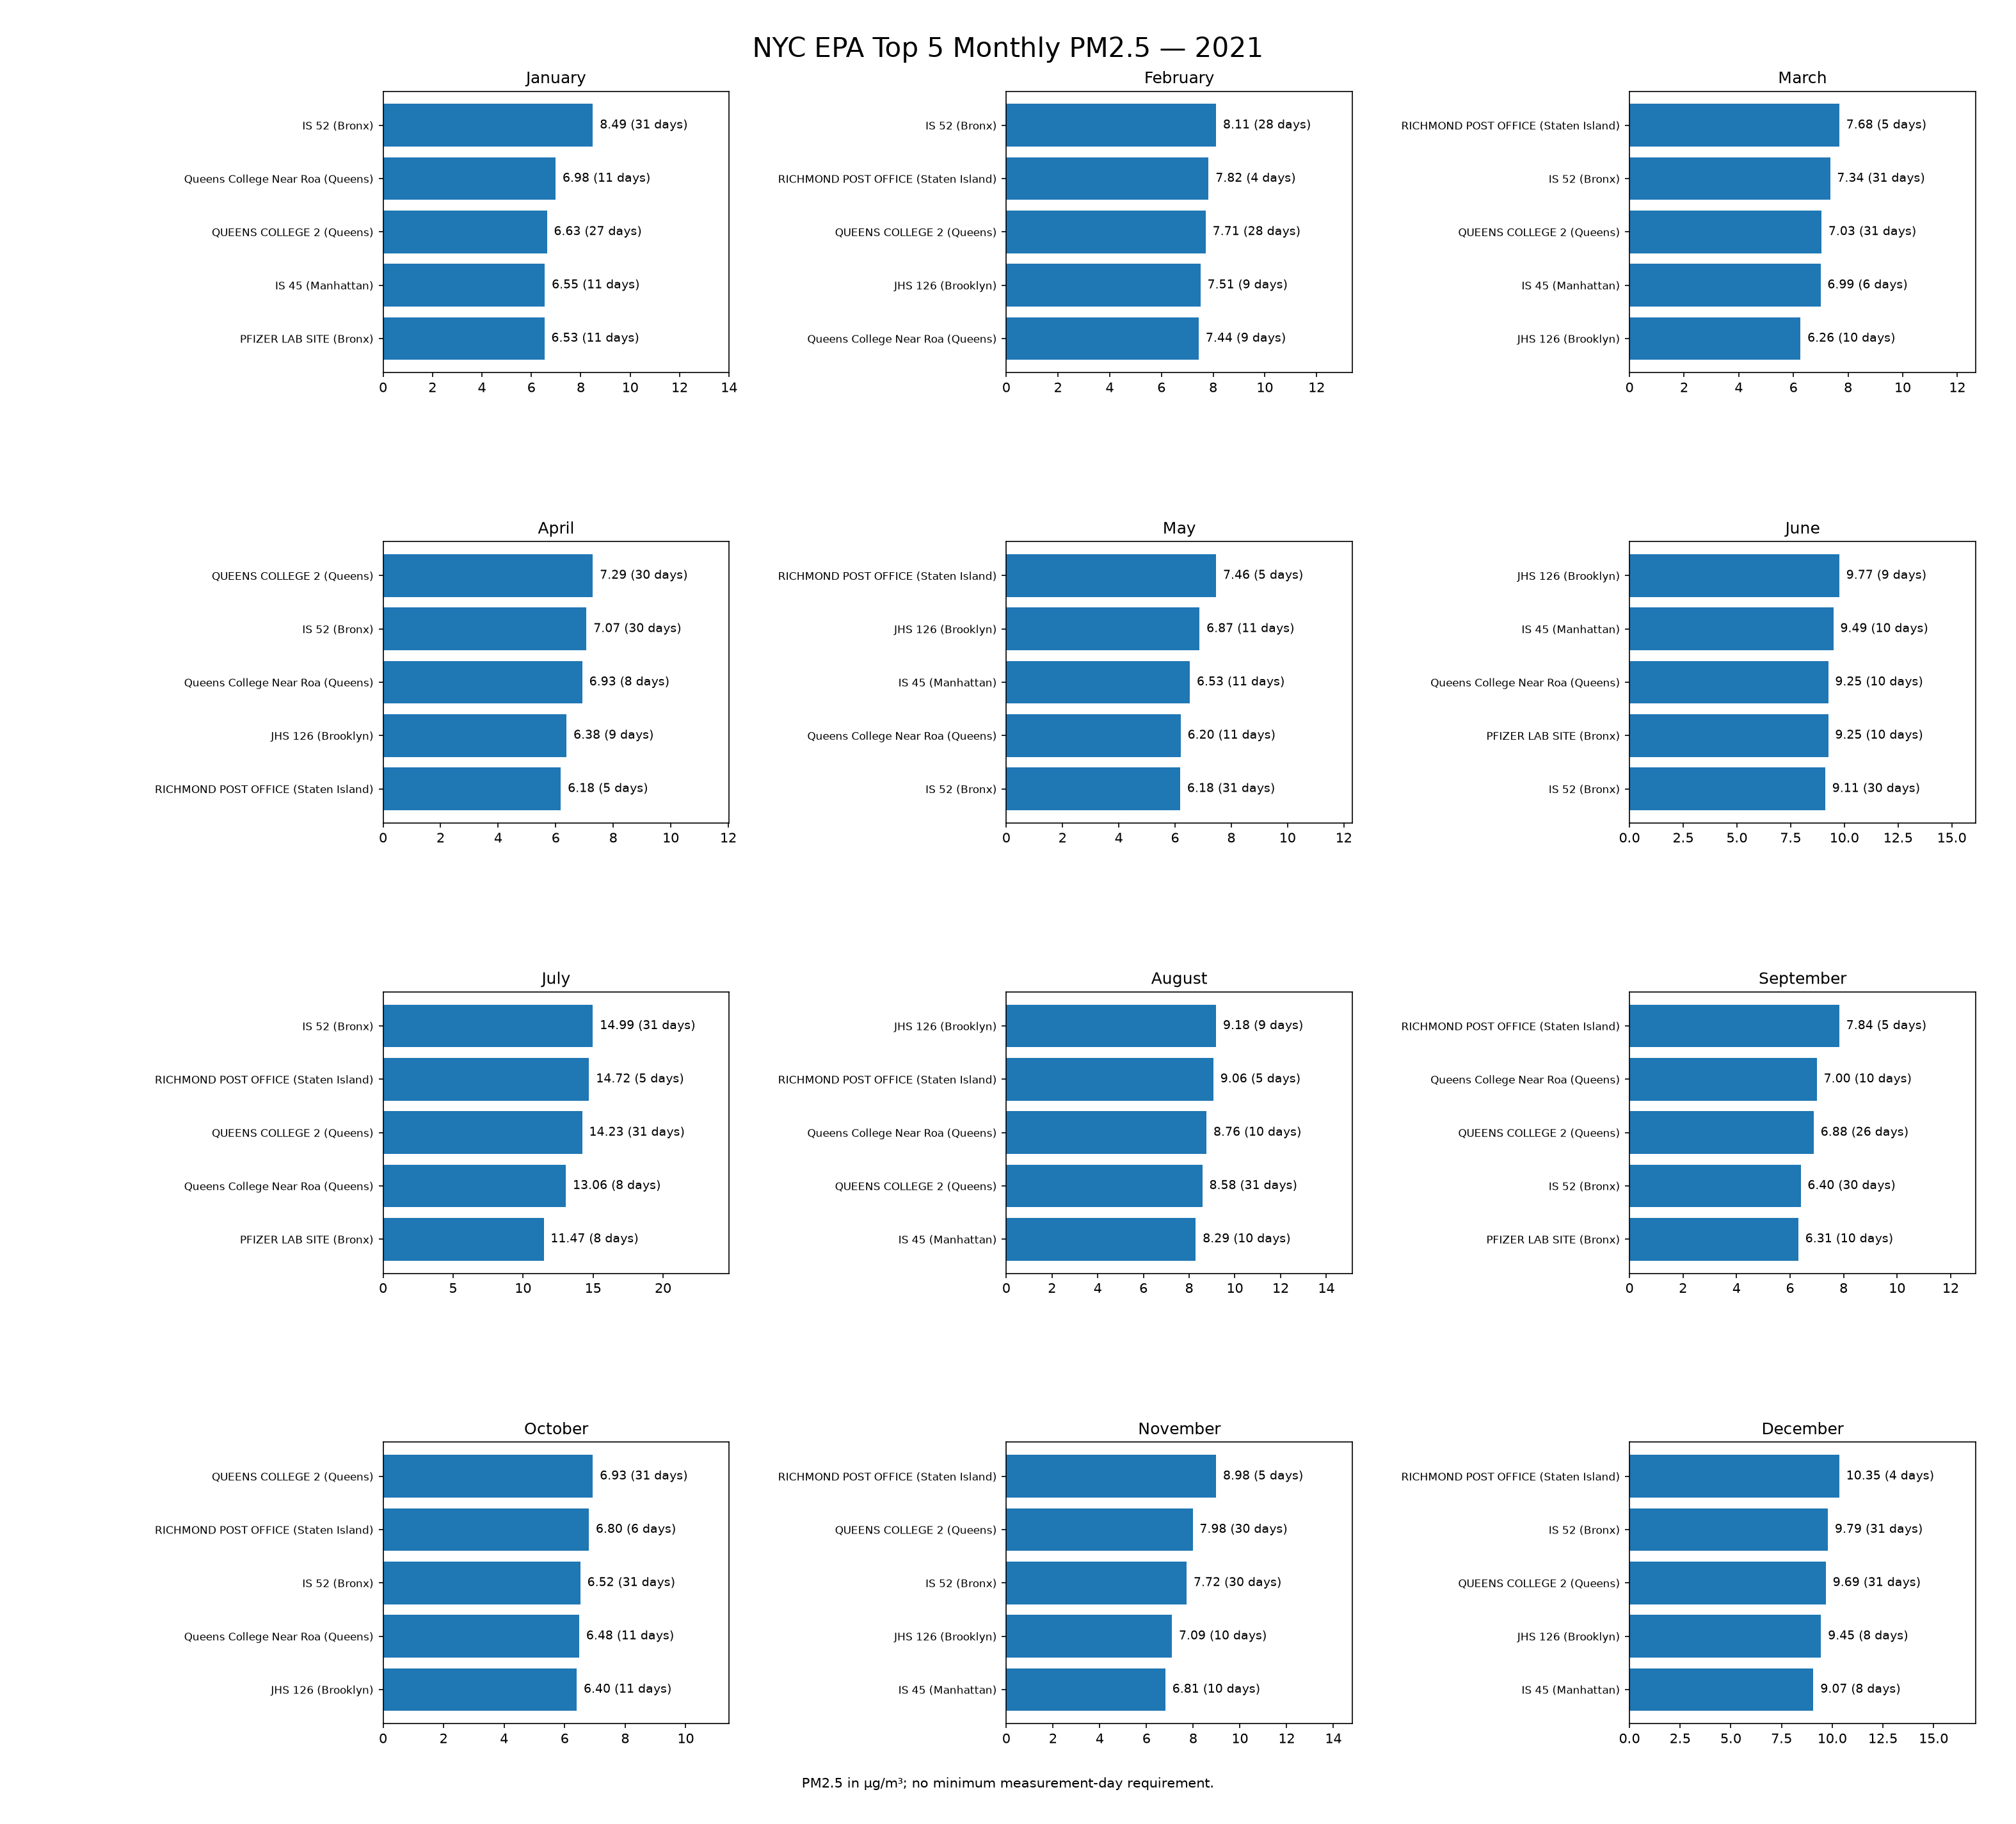 NYC EPA Top 5 Monthly PM2.5 — 2021
January
IS 52 (Bronx) 8.49 (31 days)
Queens College Near Roa (Queens) 6.98 (11 days)
QUEENS COLLEGE 2 (Queens) 6.63 (27 days)
IS 45 (Manhattan) 6.55 (11 days)
PFIZER LAB SITE (Bronx) 6.53 (11 days)
0 2 4 6 8 10 12 14
February
IS 52 (Bronx) 8.11 (28 days)
RICHMOND POST OFFICE (Staten Island) 7.82 (4 days)
QUEENS COLLEGE 2 (Queens) 7.71 (28 days)
JHS 126 (Brooklyn) 7.51 (9 days)
Queens College Near Roa (Queens) 7.44 (9 days)
0 2 4 6 8 10 12
March
RICHMOND POST OFFICE (Staten Island) 7.68 (5 days)
IS 52 (Bronx) 7.34 (31 days)
QUEENS COLLEGE 2 (Queens) 7.03 (31 days)
IS 45 (Manhattan) 6.99 (6 days)
JHS 126 (Brooklyn) 6.26 (10 days)
0 2 4 6 8 10 12
April
QUEENS COLLEGE 2 (Queens) 7.29 (30 days)
IS 52 (Bronx) 7.07 (30 days)
Queens College Near Roa (Queens) 6.93 (8 days)
JHS 126 (Brooklyn) 6.38 (9 days)
RICHMOND POST OFFICE (Staten Island) 6.18 (5 days)
0 2 4 6 8 10 12
May
RICHMOND POST OFFICE (Staten Island) 7.46 (5 days)
JHS 126 (Brooklyn) 6.87 (11 days)
IS 45 (Manhattan) 6.53 (11 days)
Queens College Near Roa (Queens) 6.20 (11 days)
IS 52 (Bronx) 6.18 (31 days)
0 2 4 6 8 10 12
June
JHS 126 (Brooklyn) 9.77 (9 days)
IS 45 (Manhattan) 9.49 (10 days)
Queens College Near Roa (Queens) 9.25 (10 days)
PFIZER LAB SITE (Bronx) 9.25 (10 days)
IS 52 (Bronx) 9.11 (30 days)
0.0 2.5 5.0 7.5 10.0 12.5 15.0
July
IS 52 (Bronx) 14.99 (31 days)
RICHMOND POST OFFICE (Staten Island) 14.72 (5 days)
QUEENS COLLEGE 2 (Queens) 14.23 (31 days)
Queens College Near Roa (Queens) 13.06 (8 days)
PFIZER LAB SITE (Bronx) 11.47 (8 days)
0 5 10 15 20
August
JHS 126 (Brooklyn) 9.18 (9 days)
RICHMOND POST OFFICE (Staten Island) 9.06 (5 days)
Queens College Near Roa (Queens) 8.76 (10 days)
QUEENS COLLEGE 2 (Queens) 8.58 (31 days)
IS 45 (Manhattan) 8.29 (10 days)
0 2 4 6 8 10 12 14
September
RICHMOND POST OFFICE (Staten Island) 7.84 (5 days)
Queens College Near Roa (Queens) 7.00 (10 days)
QUEENS COLLEGE 2 (Queens) 6.88 (26 days)
IS 52 (Bronx) 6.40 (30 days)
PFIZER LAB SITE (Bronx) 6.31 (10 days)
0 2 4 6 8 10 12
October
QUEENS COLLEGE 2 (Queens) 6.93 (31 days)
RICHMOND POST OFFICE (Staten Island) 6.80 (6 days)
IS 52 (Bronx) 6.52 (31 days)
Queens College Near Roa (Queens) 6.48 (11 days)
JHS 126 (Brooklyn) 6.40 (11 days)
0 2 4 6 8 10
November
RICHMOND POST OFFICE (Staten Island) 8.98 (5 days)
QUEENS COLLEGE 2 (Queens) 7.98 (30 days)
IS 52 (Bronx) 7.72 (30 days)
JHS 126 (Brooklyn) 7.09 (10 days)
IS 45 (Manhattan) 6.81 (10 days)
0 2 4 6 8 10 12 14
December
RICHMOND POST OFFICE (Staten Island) 10.35 (4 days)
IS 52 (Bronx) 9.79 (31 days)
QUEENS COLLEGE 2 (Queens) 9.69 (31 days)
JHS 126 (Brooklyn) 9.45 (8 days)
IS 45 (Manhattan) 9.07 (8 days)
0.0 2.5 5.0 7.5 10.0 12.5 15.0
PM2.5 in µg/m³; no minimum measurement-day requirement.